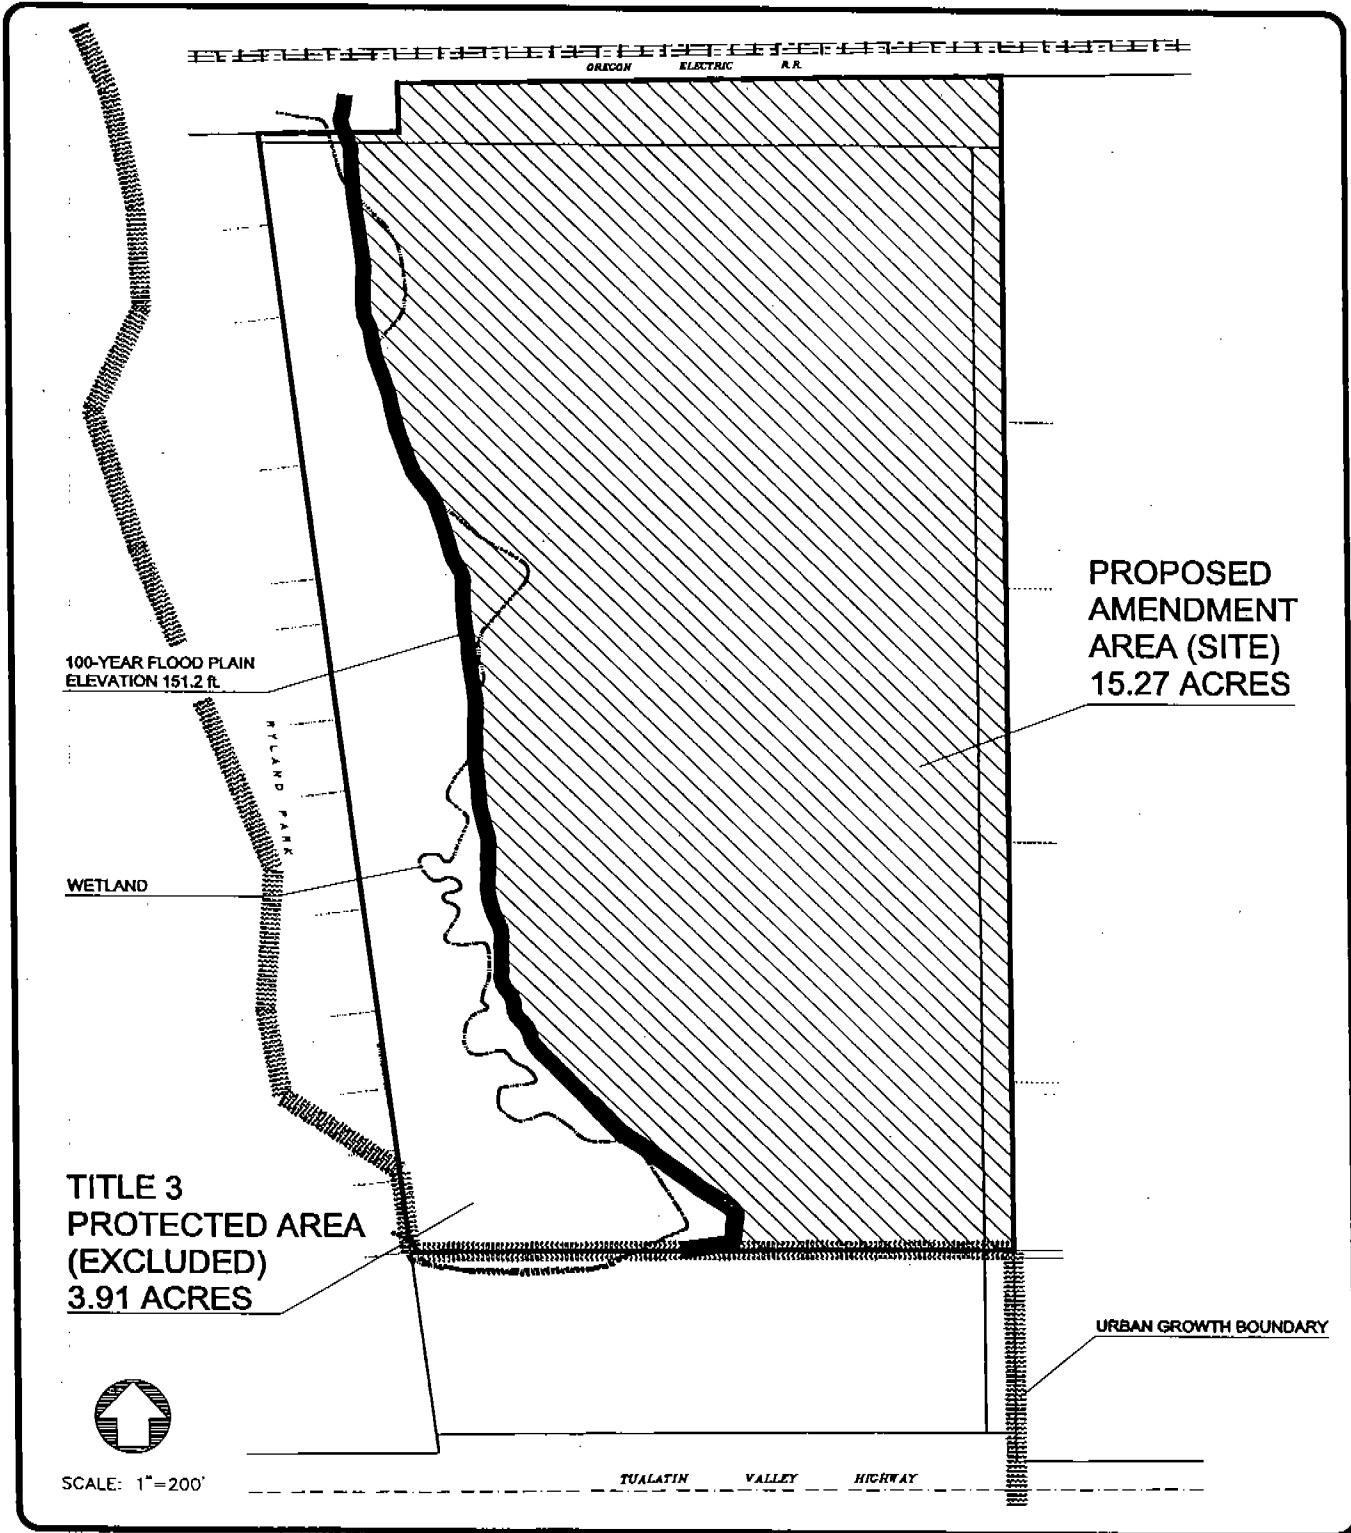 OREGON ELECTRIC R.R.
PROPOSED
AMENDMENT
AREA (SITE)
15.27 ACRES
100-YEAR FLOOD PLAIN
ELEVATION 151.2 ft.
RYLAND PARK
WETLAND
TITLE 3
PROTECTED AREA
(EXCLUDED)
3.91 ACRES
URBAN GROWTH BOUNDARY
SCALE: 1"=200'
TUALATIN VALLEY HIGHWAY